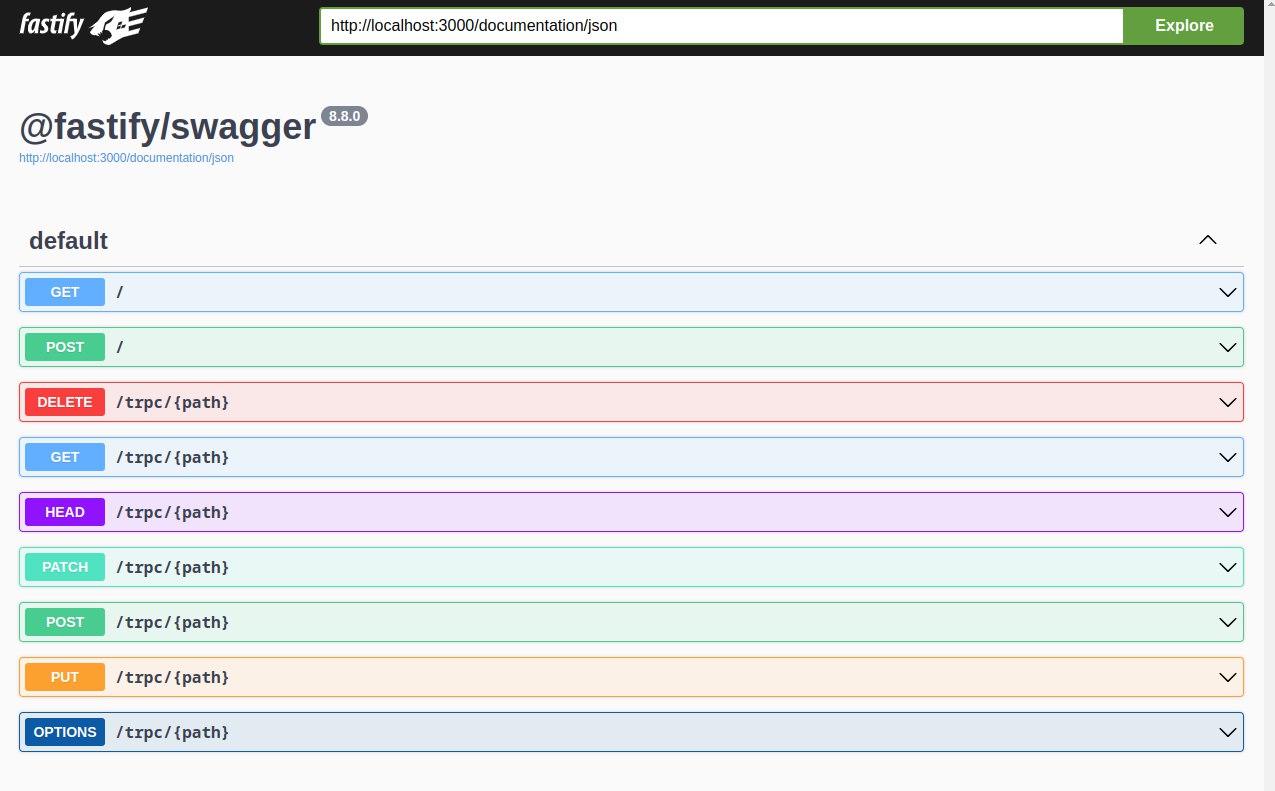 fastify
http://localhost:3000/documentation/json
Explore
@fastify/swagger 8.8.0
http://localhost:3000/documentation/json
default
GET /
POST /
DELETE /trpc/{path}
GET /trpc/{path}
HEAD /trpc/{path}
PATCH /trpc/{path}
POST /trpc/{path}
PUT /trpc/{path}
OPTIONS /trpc/{path}